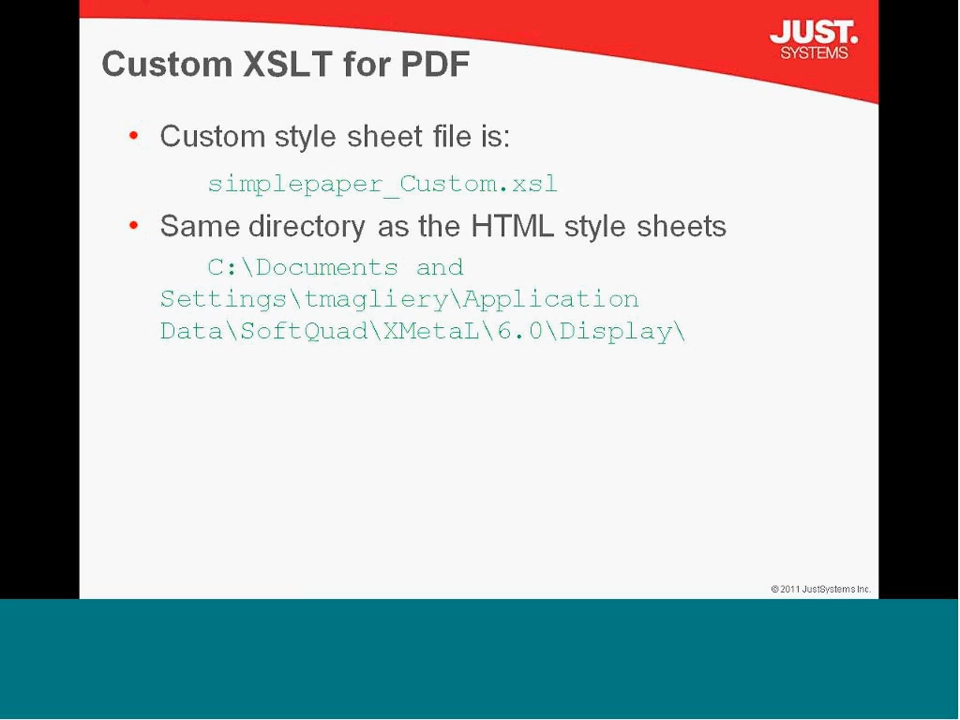 JUST.
SYSTEMS
Custom XSLT for PDF
• Custom style sheet file is:
simplepaper_Custom.xsl
• Same directory as the HTML style sheets
C:\Documents and
Settings\tmagliery\Application
Data\SoftQuad\XMetaL\6.0\Display\
© 2011 JustSystems Inc.